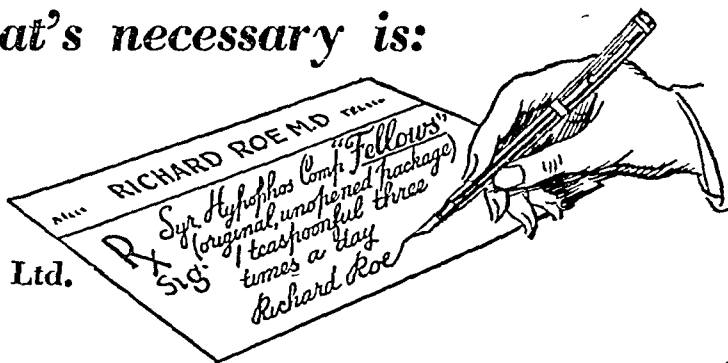 at's necessary is:
RICHARD ROE M.D
Rx Syr Hypophos Comp "Fellows"
(original, unopened package)
Sig. 1 teaspoonful three
times a day
Richard Roe
Ltd.